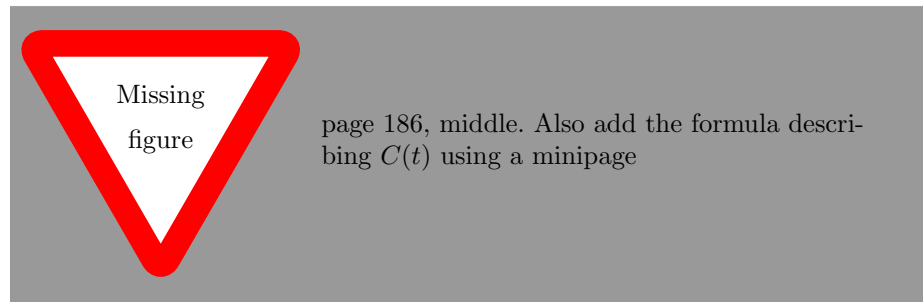 Missing
figure
page 186, middle. Also add the formula descri-
bing C(t) using a minipage